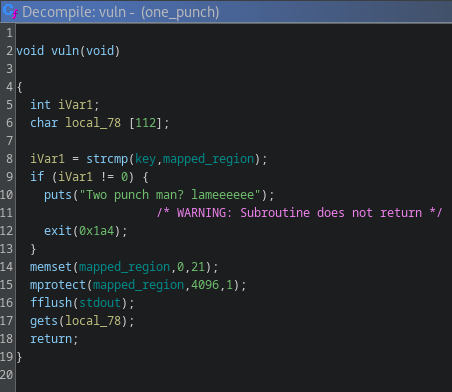 Decompile: vuln - (one_punch)
1
2 void vuln(void)
3
4 {
5 int iVar1;
6 char local_78 [112];
7
8 iVar1 = strcmp(key,mapped_region);
9 if (iVar1 != 0) {
10 puts("Two punch man? lameeeeee");
11 /* WARNING: Subroutine does not return */
12 exit(0x1a4);
13 }
14 memset(mapped_region,0,21);
15 mprotect(mapped_region,4096,1);
16 fflush(stdout);
17 gets(local_78);
18 return;
19 }
20